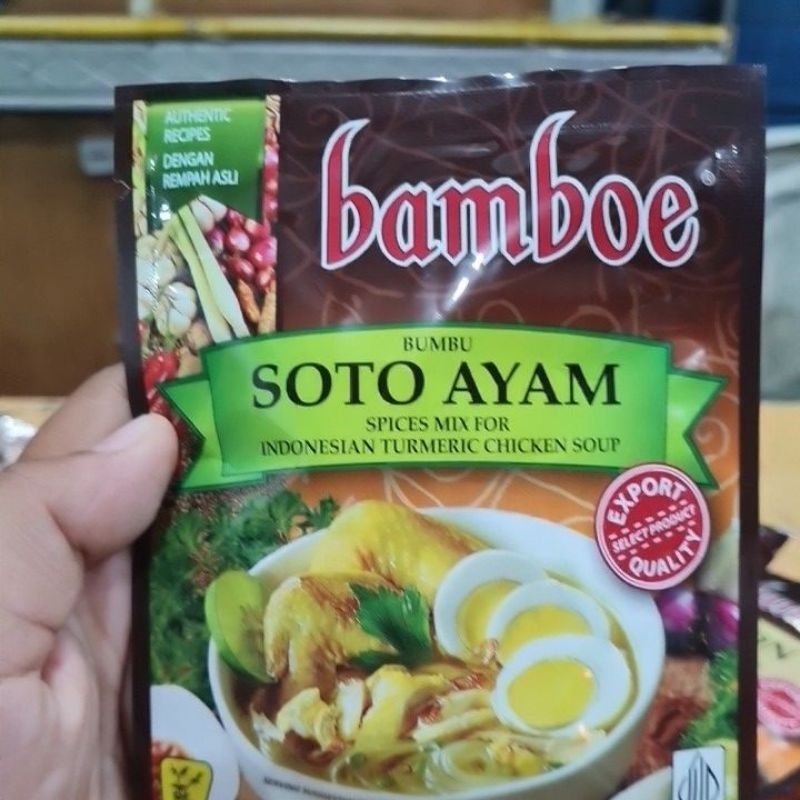 AUTHENTIC
RECIPES
DENGAN
REMPAH ASLI
bamboe
BUMBU
SOTO AYAM
SPICES MIX FOR
INDONESIAN TURMERIC CHICKEN SOUP
EXPORT
SELECT PRODUCT
QUALITY